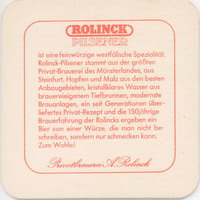 ROLINCK
PILSENER
ist eine feinwürzige westfälische Spezialität.
Rolinck-Pilsener stammt aus der größten
Privat-Brauerei des Münsterlandes, aus
Steinfurt. Hopfen und Malz aus den besten
Anbaugebieten, kristallklares Wasser aus
brauereieigenem Tiefbrunnen, modernste
Brauanlagen, ein seit Generationen über-
liefertes Privat-Rezept und die 150jährige
Brauerfahrung der Rolincks ergeben ein
Bier von einer Würze, die man nicht be-
schreiben, sondern nur schmecken kann.
Zum Wohle!
Privatbrauerei A. Rolinck